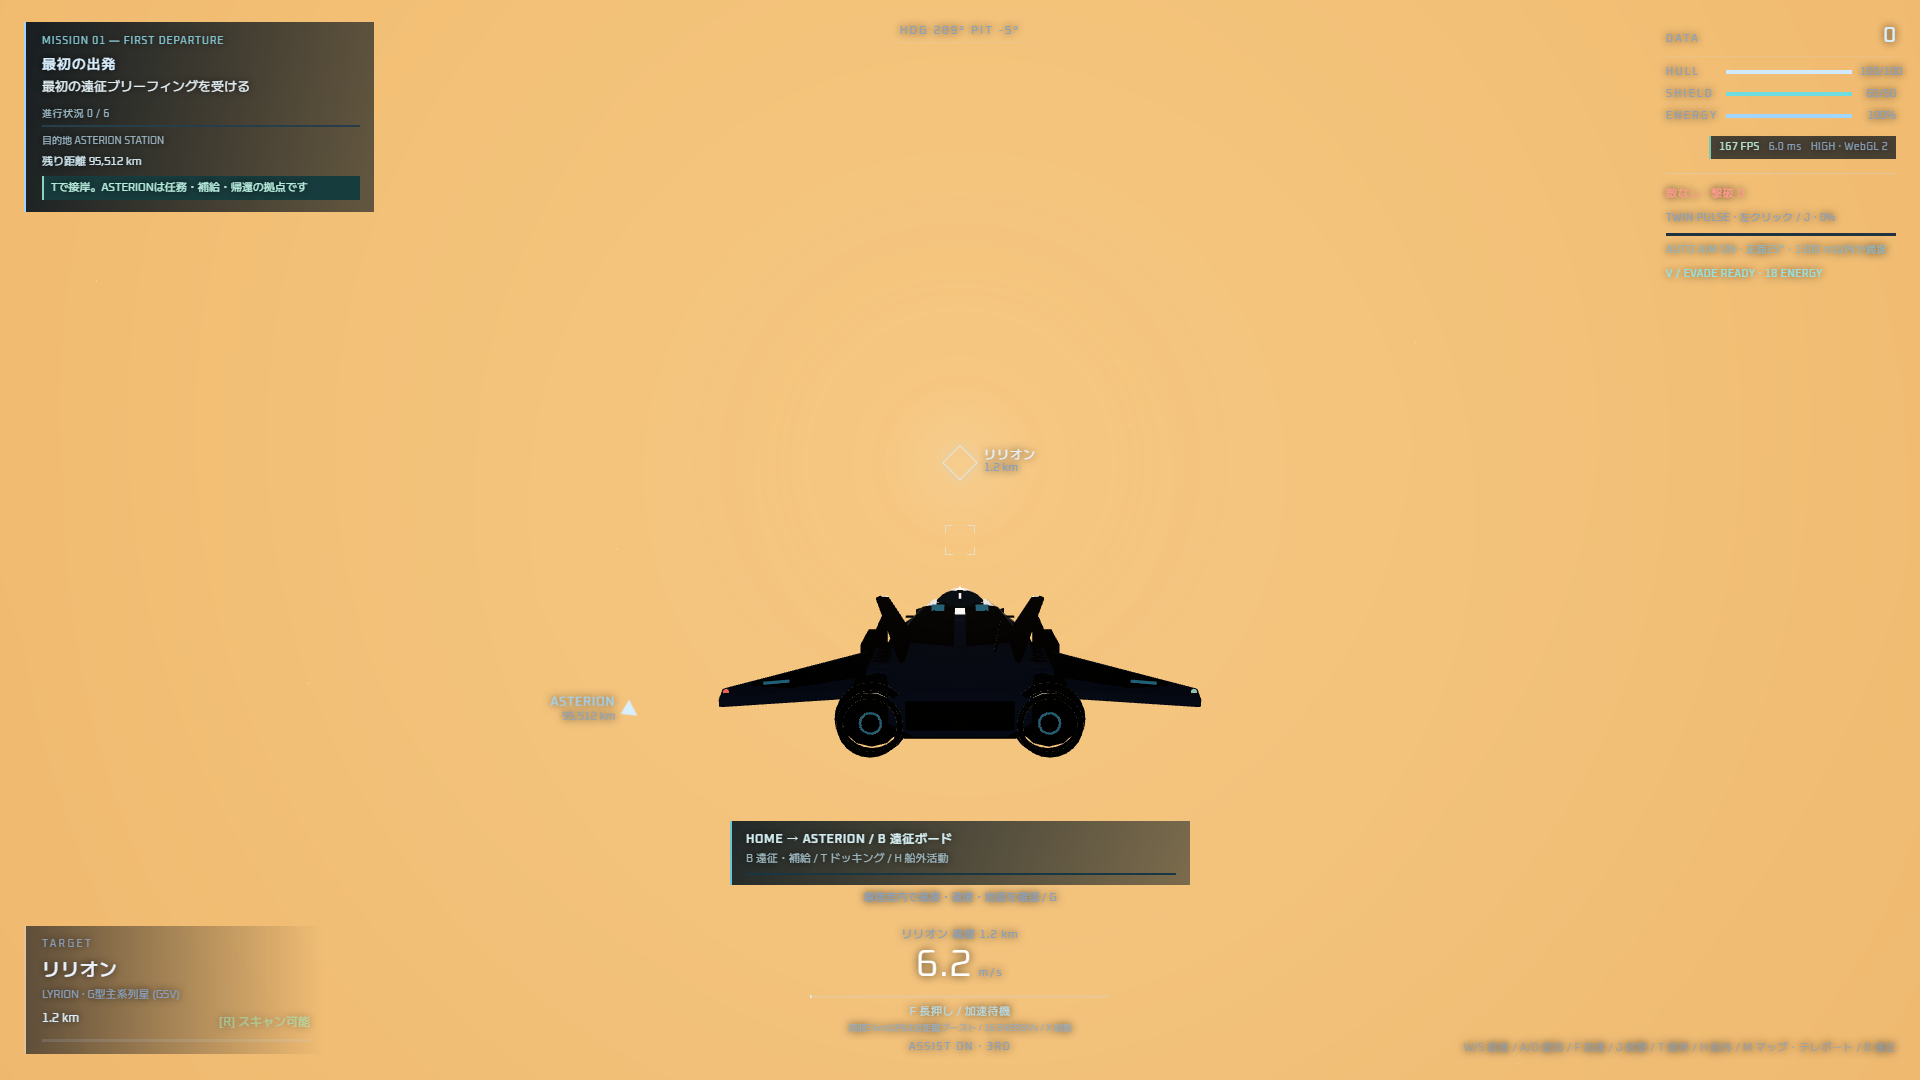 MISSION 01 — FIRST DEPARTURE
最初の出発
最初の遠征ブリーフィングを受ける
進行状況 0 / 6
目的地 ASTERION STATION
残り距離 95,512 km
Tで接岸。ASTERIONは任務・補給・帰還の拠点です
HDG 289° PIT -5°
DATA 0
HULL
SHIELD
ENERGY
167 FPS 6.0 ms HIGH · WebGL 2
TWIN PULSE · 左クリック / J · 0%
V / EVADE READY · 18 ENERGY
リリオン
1.2 km
ASTERION
95,512 km
HOME → ASTERION / B 遠征ボード
B 遠征・補給 / T ドッキング / H 船外活動
リリオン 1.2 km
6.2 m/s
F 長押し / 加速待機
ASSIST ON · 3RD
TARGET
リリオン
LYRION · G型主系列星 (G5V)
1.2 km
[R] スキャン可能